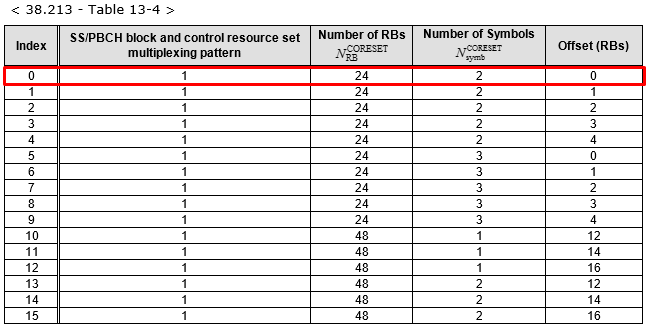 < 38.213 - Table 13-4 >
Index SS/PBCH block and control resource set multiplexing pattern Number of RBs N_RB^CORESET Number of Symbols N_symb^CORESET Offset (RBs)
0 1 24 2 0
1 1 24 2 1
2 1 24 2 2
3 1 24 2 3
4 1 24 2 4
5 1 24 3 0
6 1 24 3 1
7 1 24 3 2
8 1 24 3 3
9 1 24 3 4
10 1 48 1 12
11 1 48 1 14
12 1 48 1 16
13 1 48 2 12
14 1 48 2 14
15 1 48 2 16